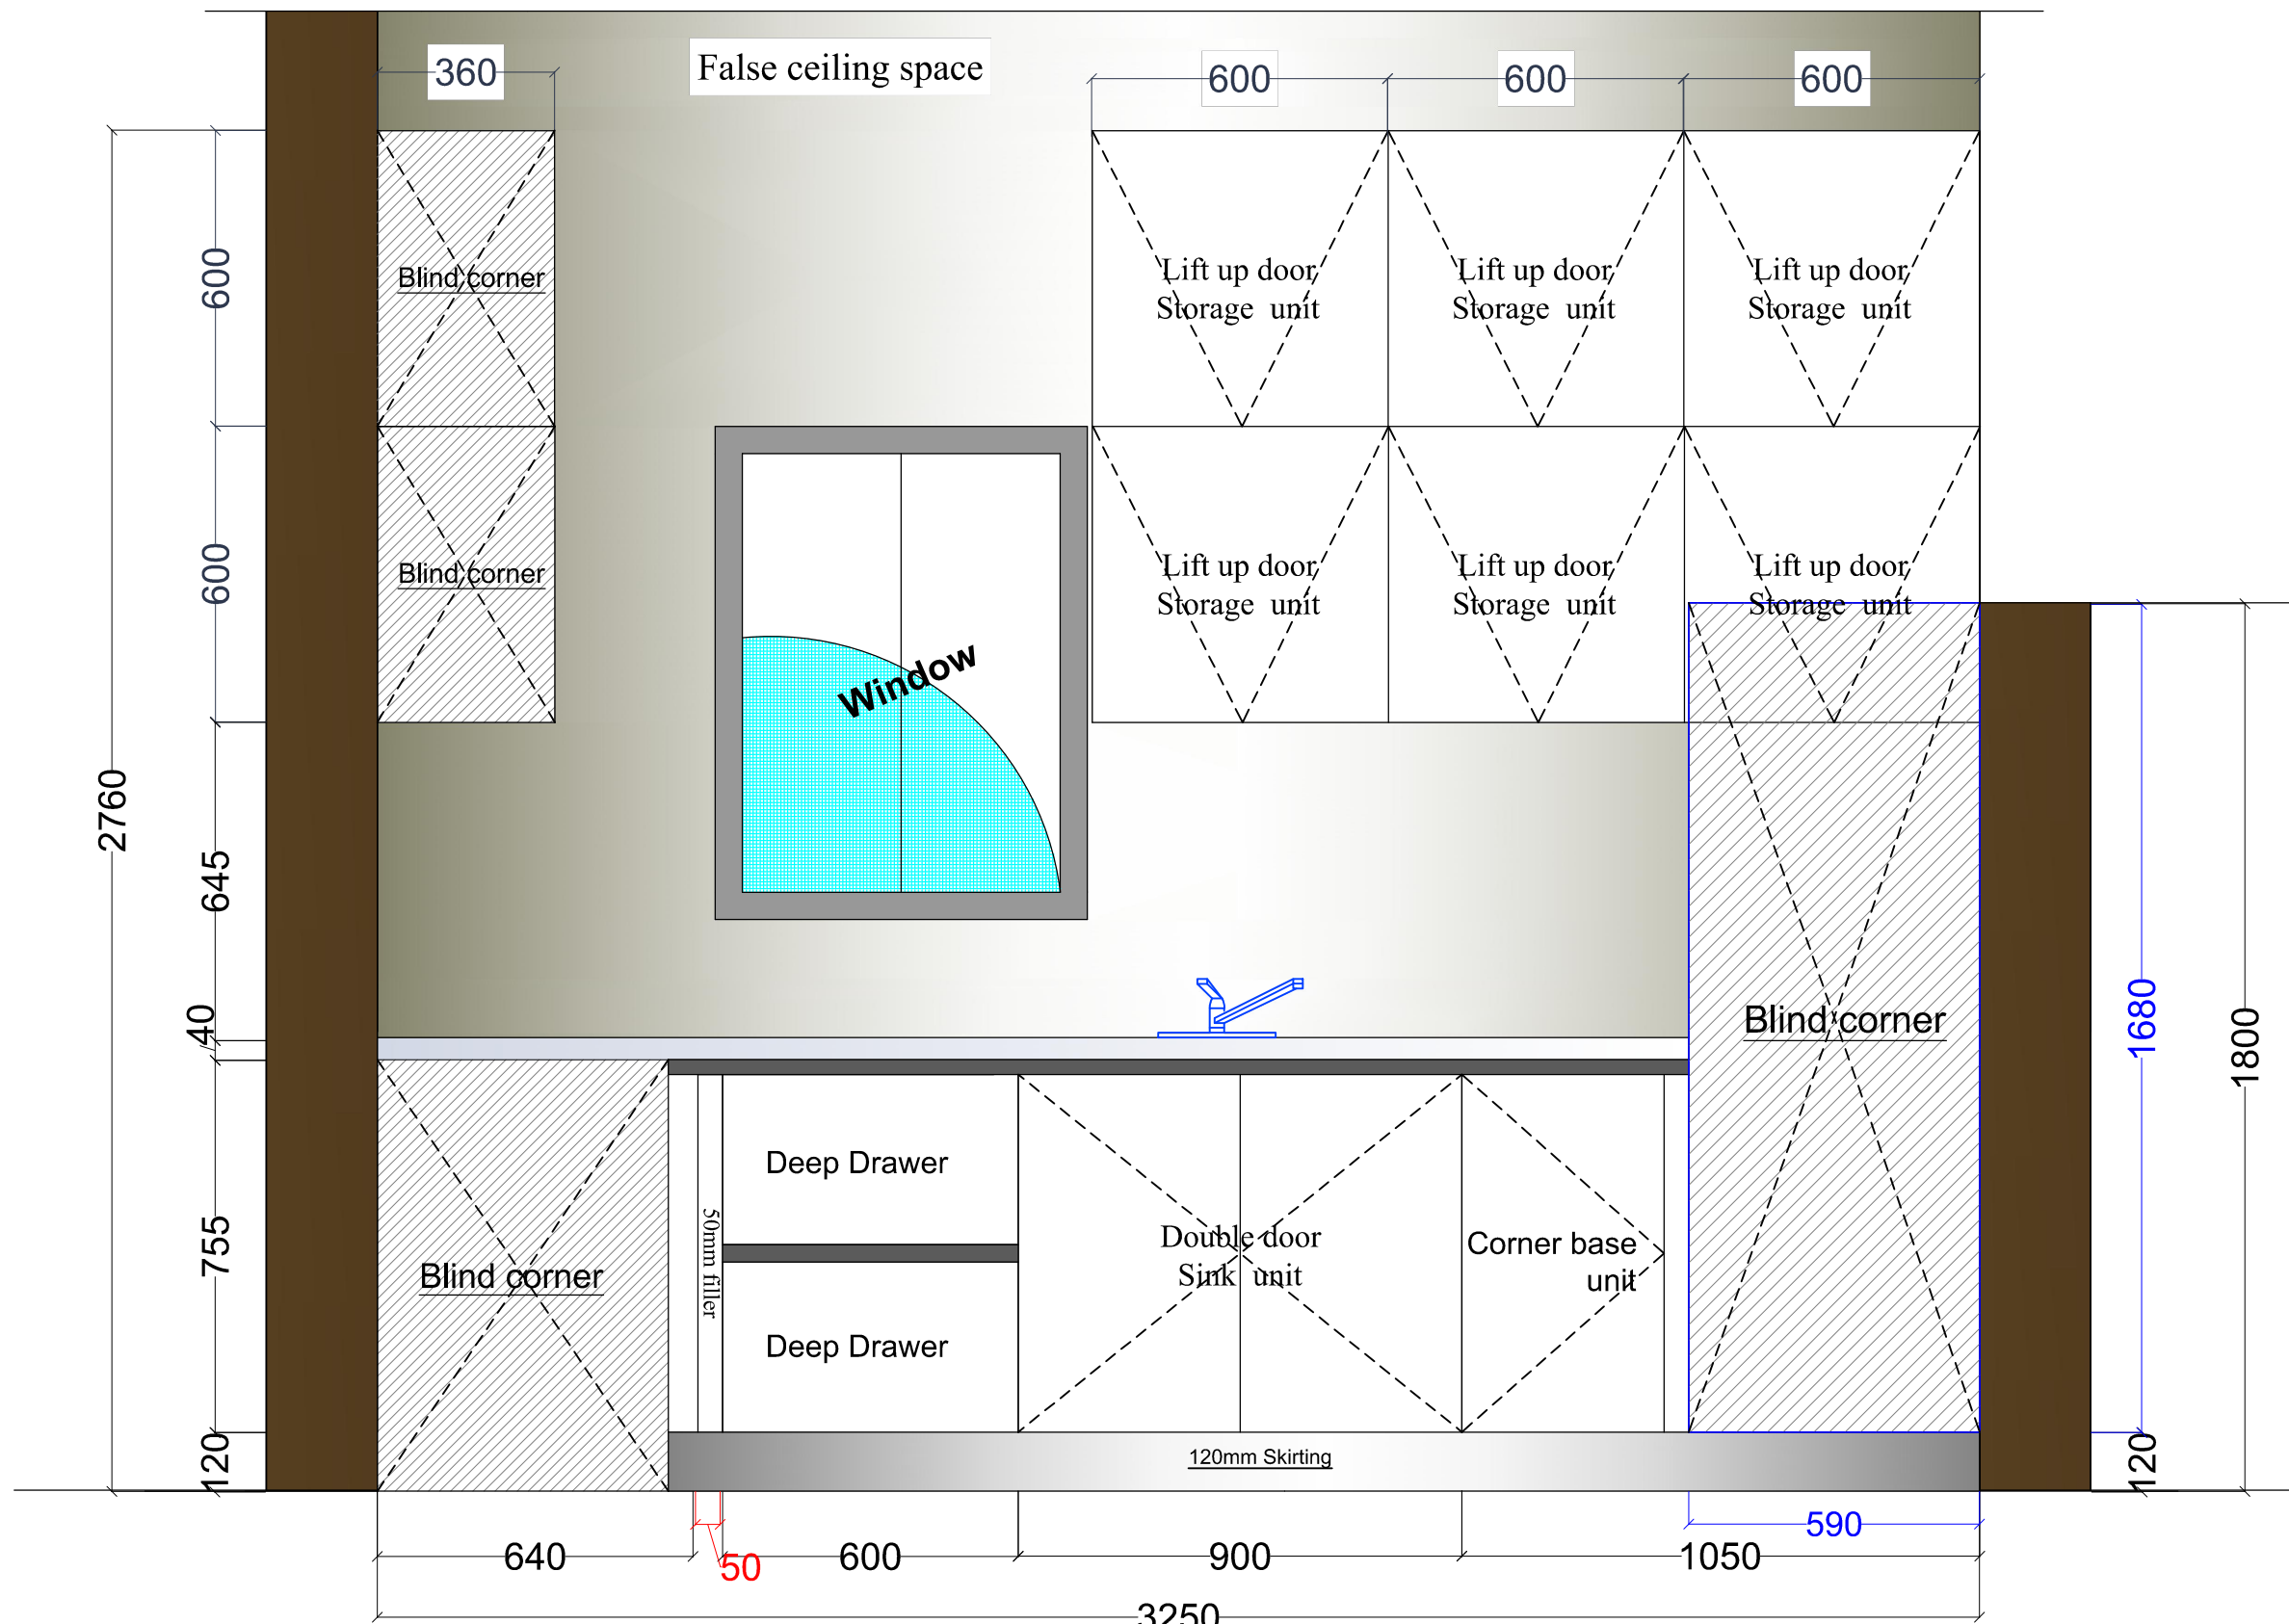 360
False ceiling space
600
600
600
Blind corner
Lift up door
Storage unit
Lift up door
Storage unit
Lift up door
Storage unit
600
Blind corner
Lift up door
Storage unit
Lift up door
Storage unit
Lift up door
Storage unit
600
Window
2760
645
40
Blind corner
1680
1800
Deep Drawer
50mm filler
Double door
Sink unit
Corner base
unit
755
Blind corner
Deep Drawer
120
120mm Skirting
120
590
640
50
600
900
1050
3250